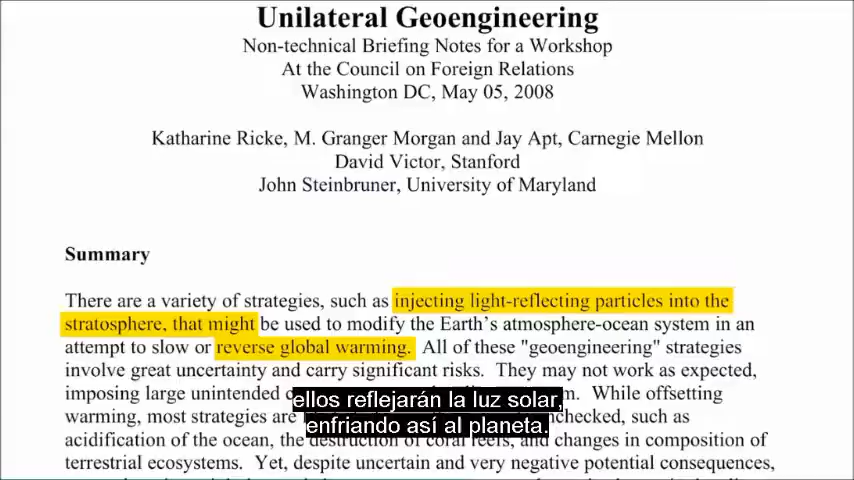 Unilateral Geoengineering
Non-technical Briefing Notes for a Workshop
At the Council on Foreign Relations
Washington DC, May 05, 2008
Katharine Ricke, M. Granger Morgan and Jay Apt, Carnegie Mellon
David Victor, Stanford
John Steinbruner, University of Maryland
Summary
There are a variety of strategies, such as injecting light-reflecting particles into the
stratosphere, that might be used to modify the Earth's atmosphere-ocean system in an
attempt to slow or reverse global warming. All of these "geoengineering" strategies
involve great uncertainty and carry significant risks. They may not work as expected,
imposing large unintended
While offsetting
warming, most strategies are
such as
acidification of the ocean, the destruction of coral reefs, and changes in composition of
terrestrial ecosystems. Yet, despite uncertain and very negative potential consequences,
ellos reflejarán la luz solar,
enfriando así al planeta.